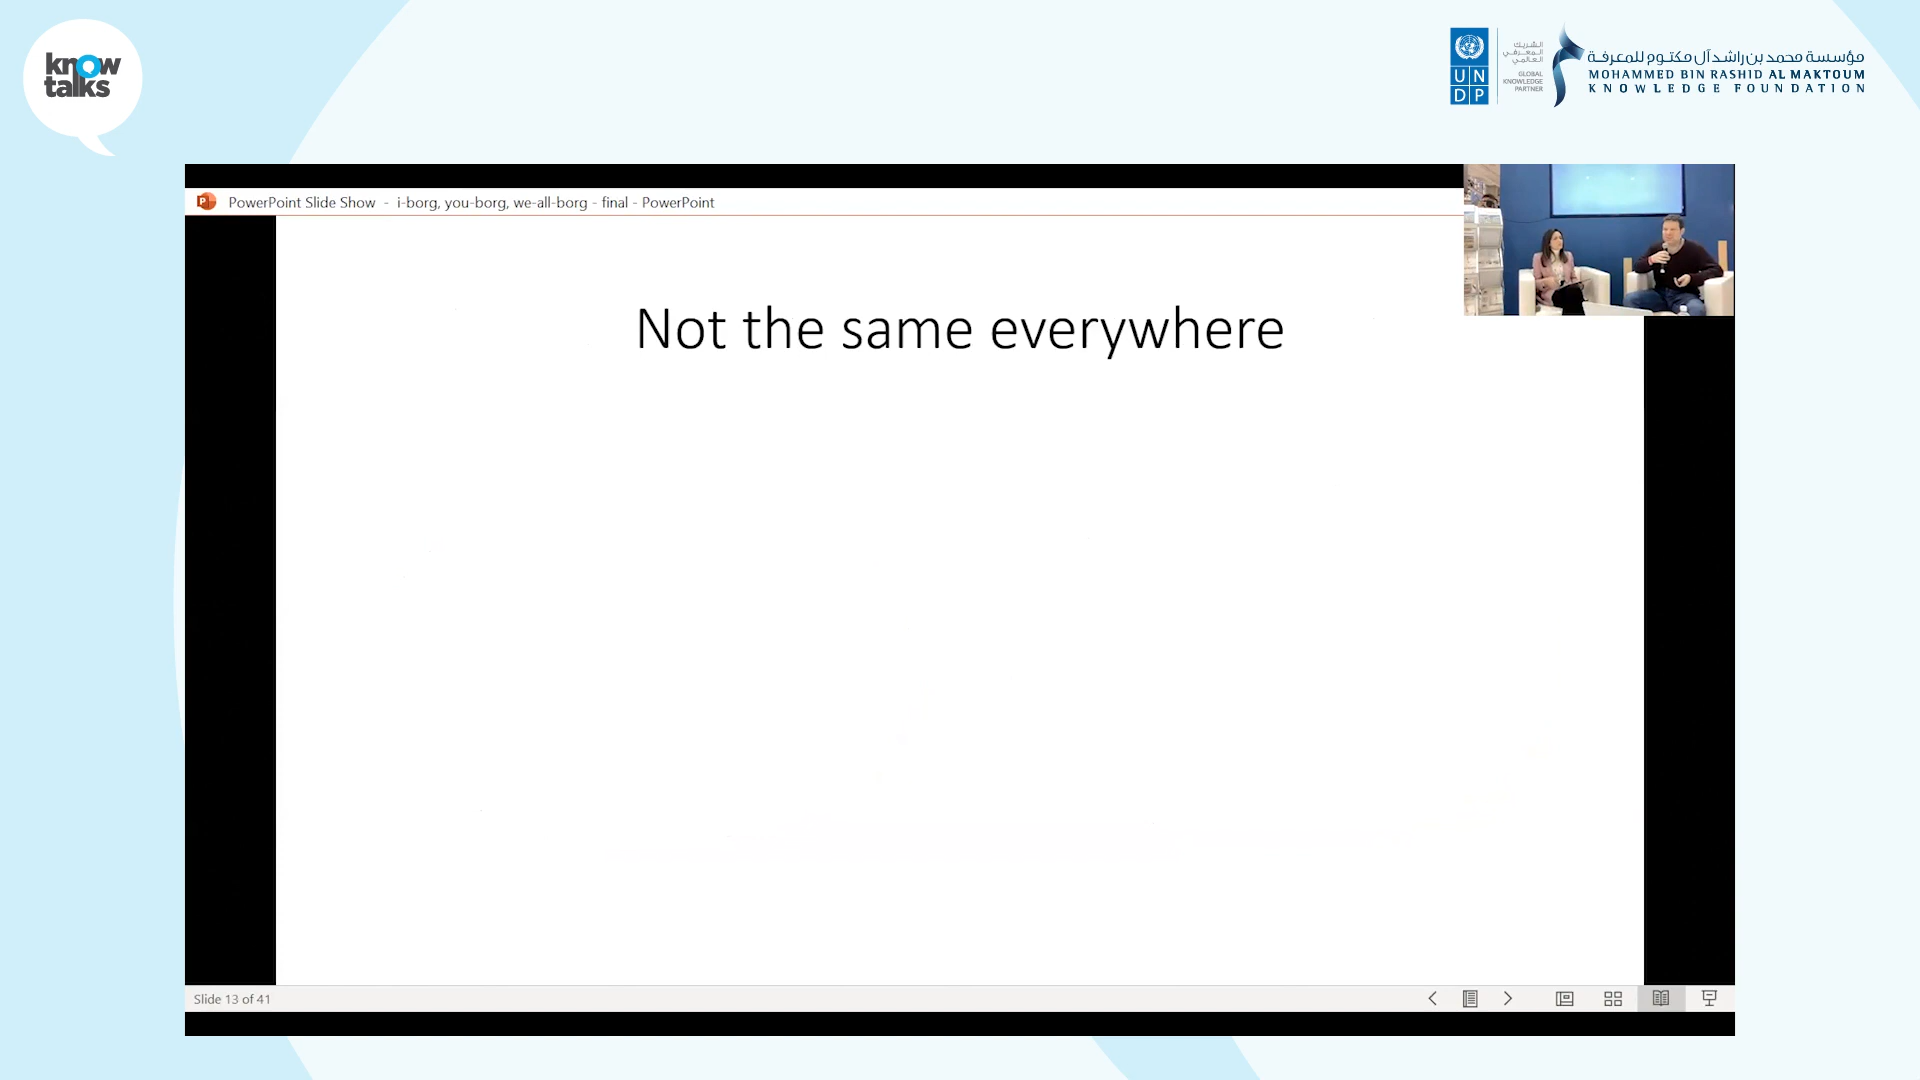 know
talks
UN
DP
الشريك
المعرفي
العالمي
GLOBAL
KNOWLEDGE
PARTNER
مؤسسة محمد بن راشد آل مكتوم للمعرفة
MOHAMMED BIN RASHID AL MAKTOUM
KNOWLEDGE FOUNDATION
PowerPoint Slide Show - i-borg, you-borg, we-all-borg - final - PowerPoint
Not the same everywhere
Slide 13 of 41